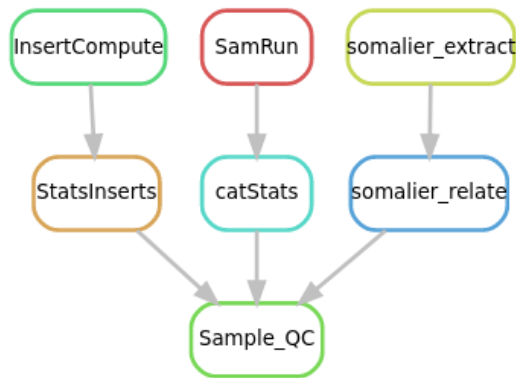 InsertCompute
SamRun
somalier_extract
StatsInserts
catStats
somalier_relate
Sample_QC